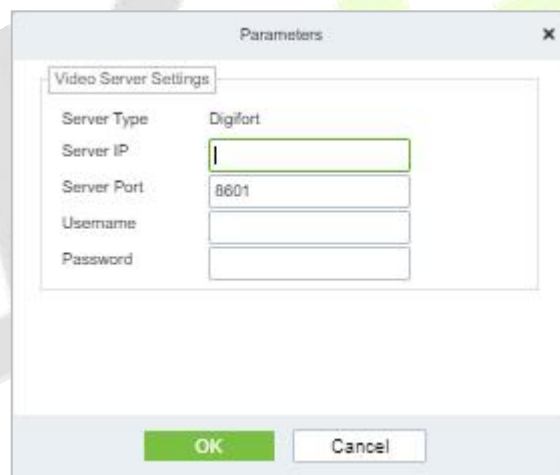 Parameters
Video Server Settings
Server Type Digifort
Server IP
Server Port 8601
Username
Password
OK Cancel